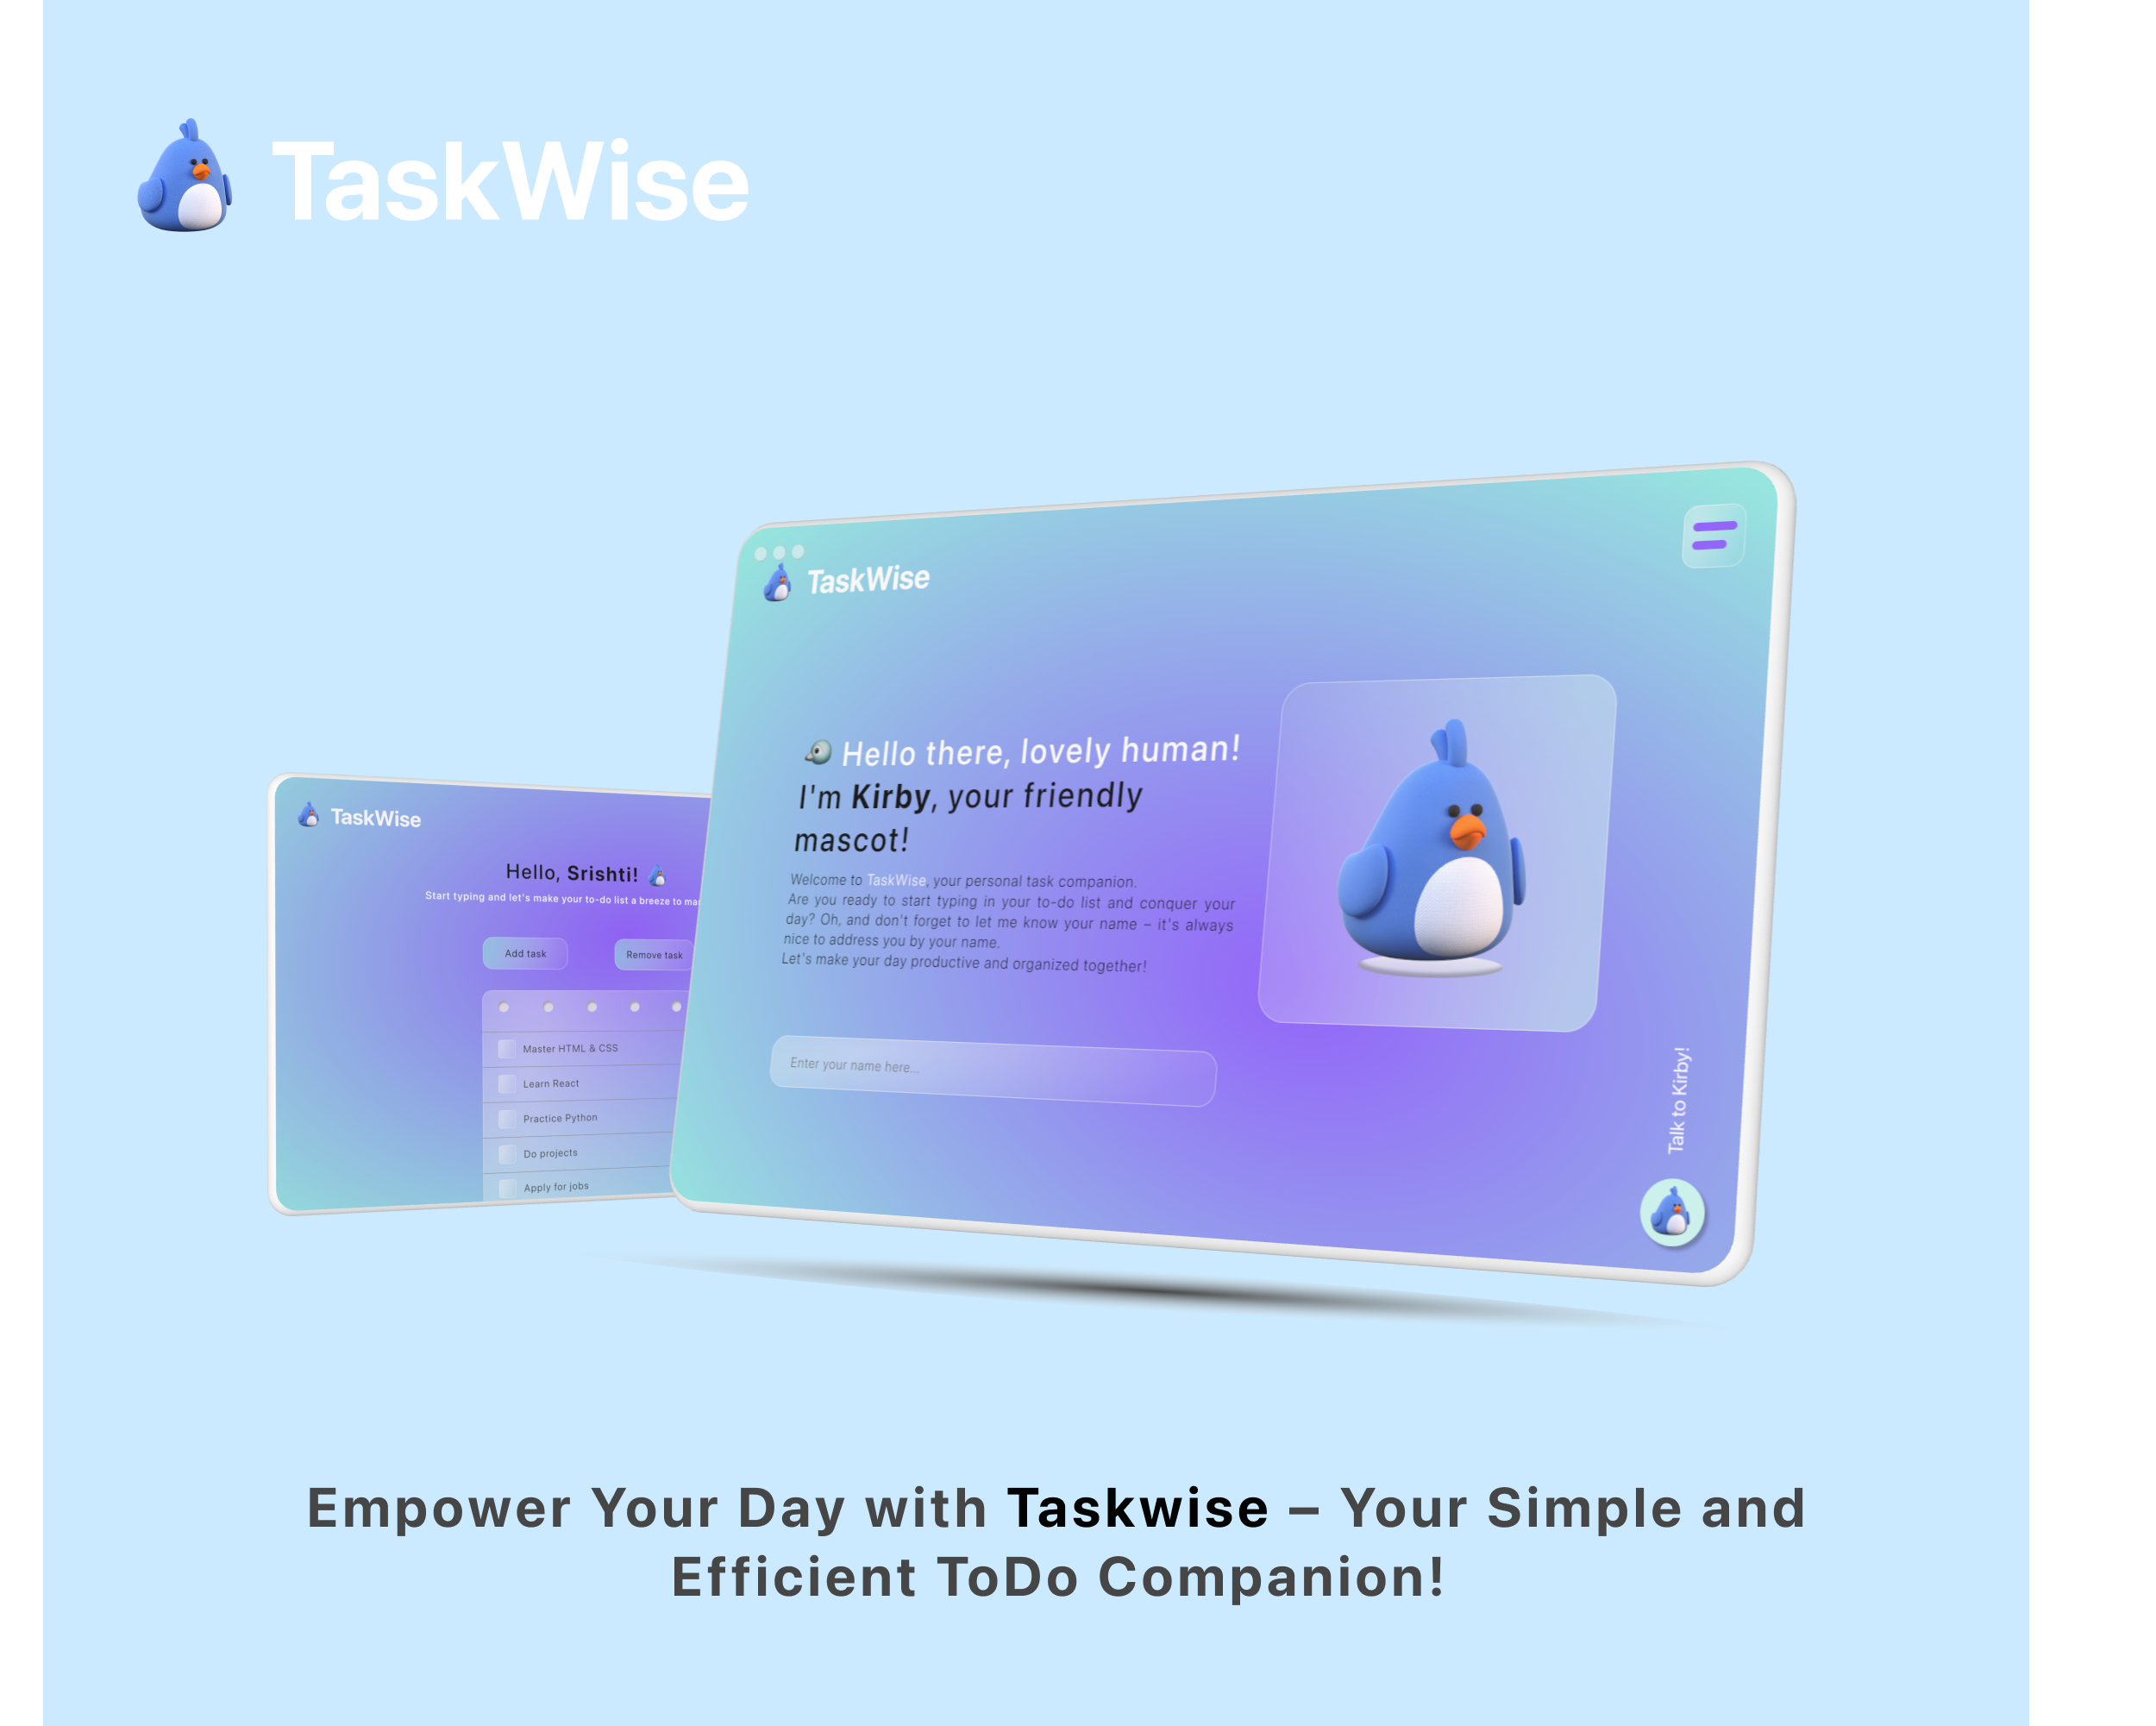 TaskWise
TaskWise
Hello there, lovely human!
I'm Kirby, your friendly
mascot!
Welcome to TaskWise, your personal task companion.
Are you ready to start typing in your to-do list and conquer your
day? Oh, and don't forget to let me know your name – it's always
nice to address you by your name.
Let's make your day productive and organized together!
Enter your name here...
Talk to Kirby!
TaskWise
Hello, Srishti!
Start typing and let's make your to-do list a breeze to
Add task
Remove task
Master HTML & CSS
Learn React
Practice Python
Do projects
Apply for jobs
Empower Your Day with Taskwise – Your Simple and
Efficient ToDo Companion!